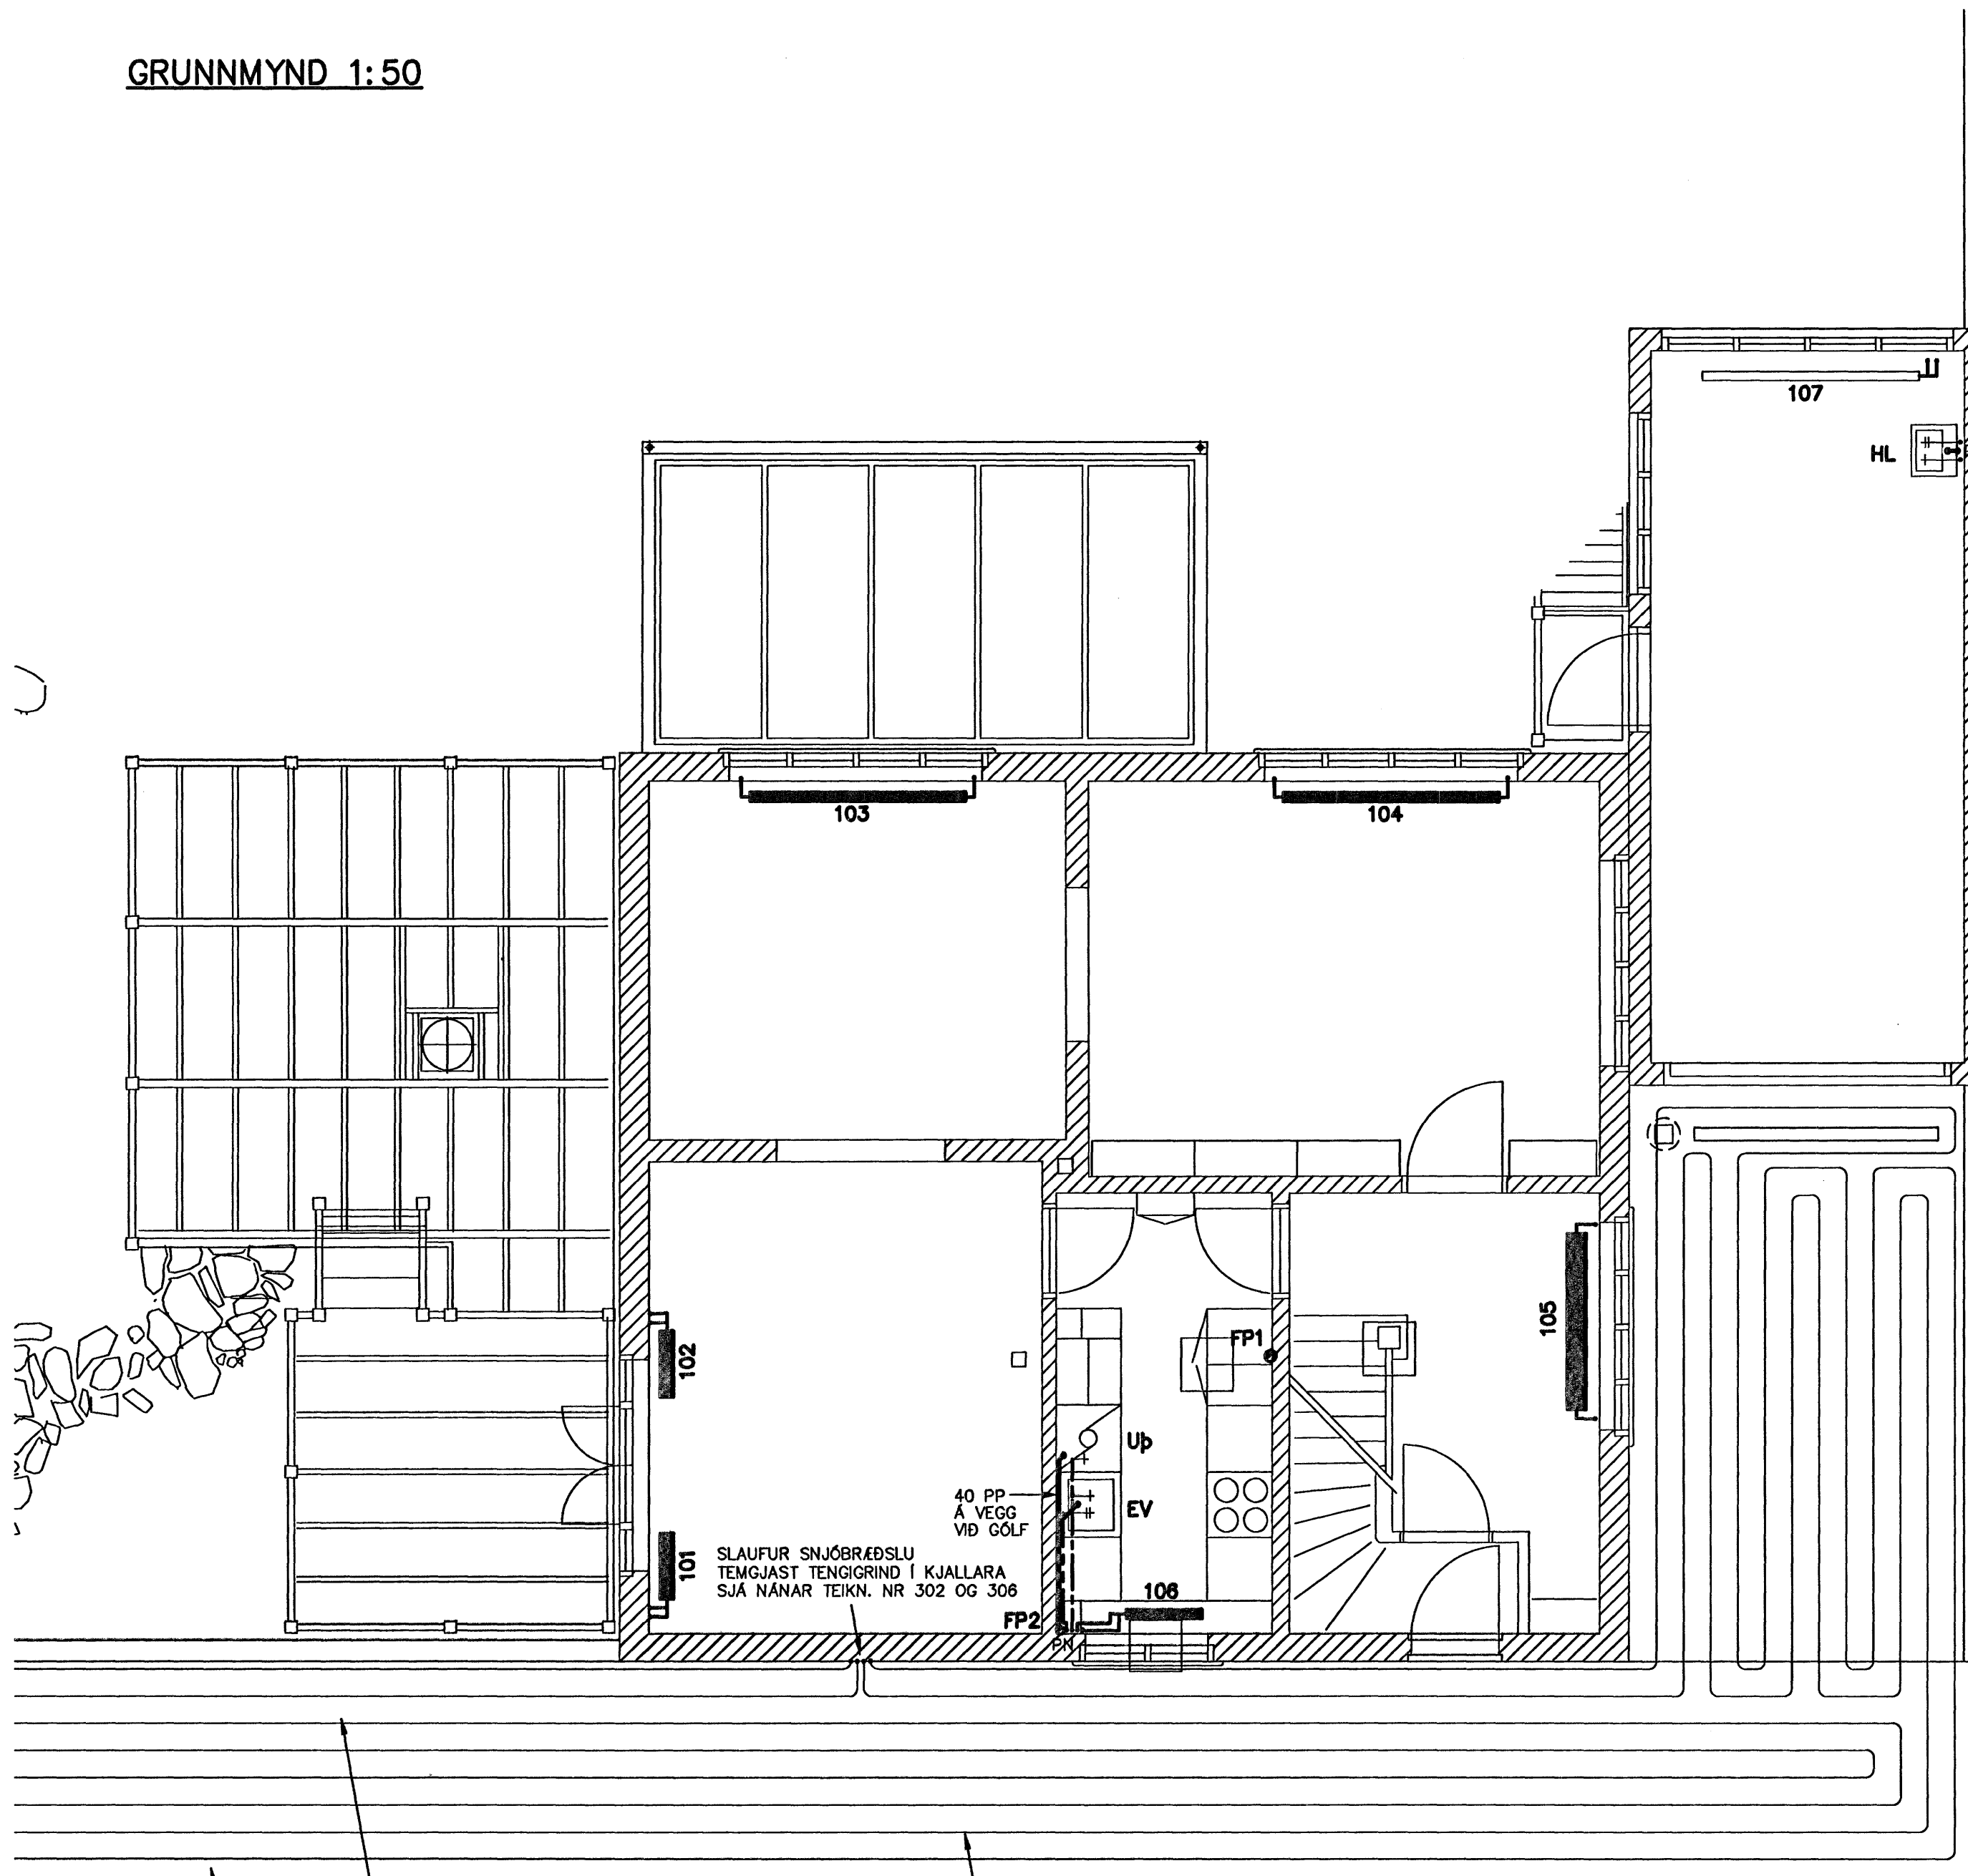 GRUNNMYND 1:50
107
HL
103
104
102
105
FP1
Uþ
40 PP
Á VEGG
VIÐ GÓLF
EV
101
SLAUFUR SNJÓBRÆÐSLU
TEMGJAST TENGIGRIND Í KJALLARA
SJÁ NÁNAR TEIKN. NR 302 OG 306
106
FP2
PN